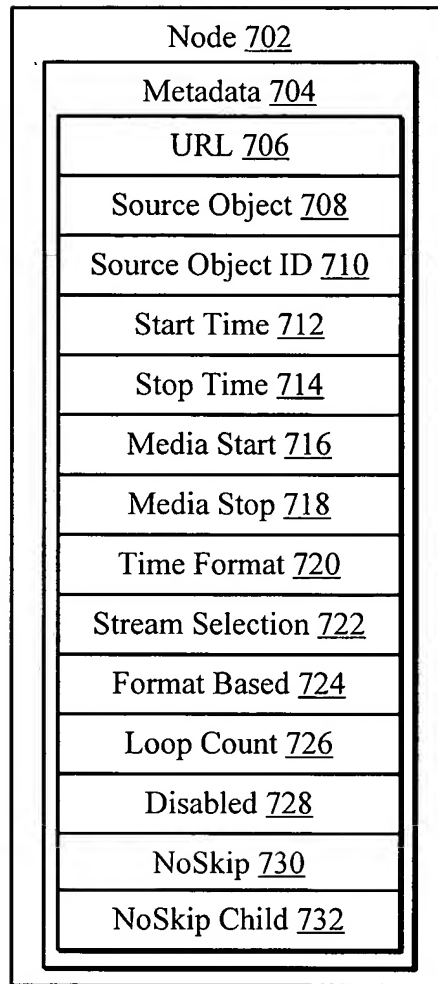 Node 702
Metadata 704
URL 706
Source Object 708
Source Object ID 710
Start Time 712
Stop Time 714
Media Start 716
Media Stop 718
Time Format 720
Stream Selection 722
Format Based 724
Loop Count 726
Disabled 728
NoSkip 730
NoSkip Child 732